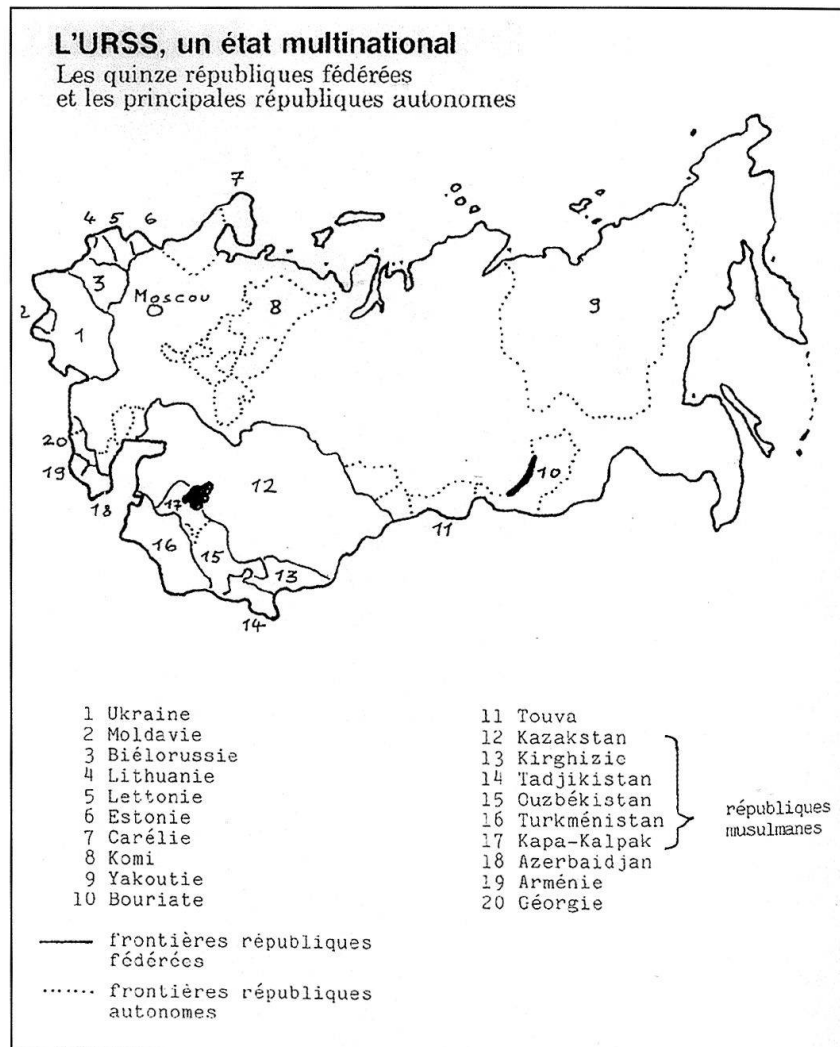 L'URSS, un état multinational
Les quinze républiques fédérées
et les principales républiques autonomes
7
4 5 6
3
Moscou
2
1
8
9
20
19
18
17
12
10
11
16
15
13
14
1 Ukraine
2 Moldavie
3 Biélorussie
4 Lithuanie
5 Lettonie
6 Estonie
7 Carélie
8 Komi
9 Yakoutie
10 Bouriate
11 Touva
12 Kazakstan
13 Kirghizie
14 Tadjikistan
15 Ouzbékistan
16 Turkménistan
17 Kapa-Kalpak
18 Azerbaidjan
19 Arménie
20 Géorgie
républiques
musulmanes
frontières républiques
fédérées
frontières républiques
autonomes